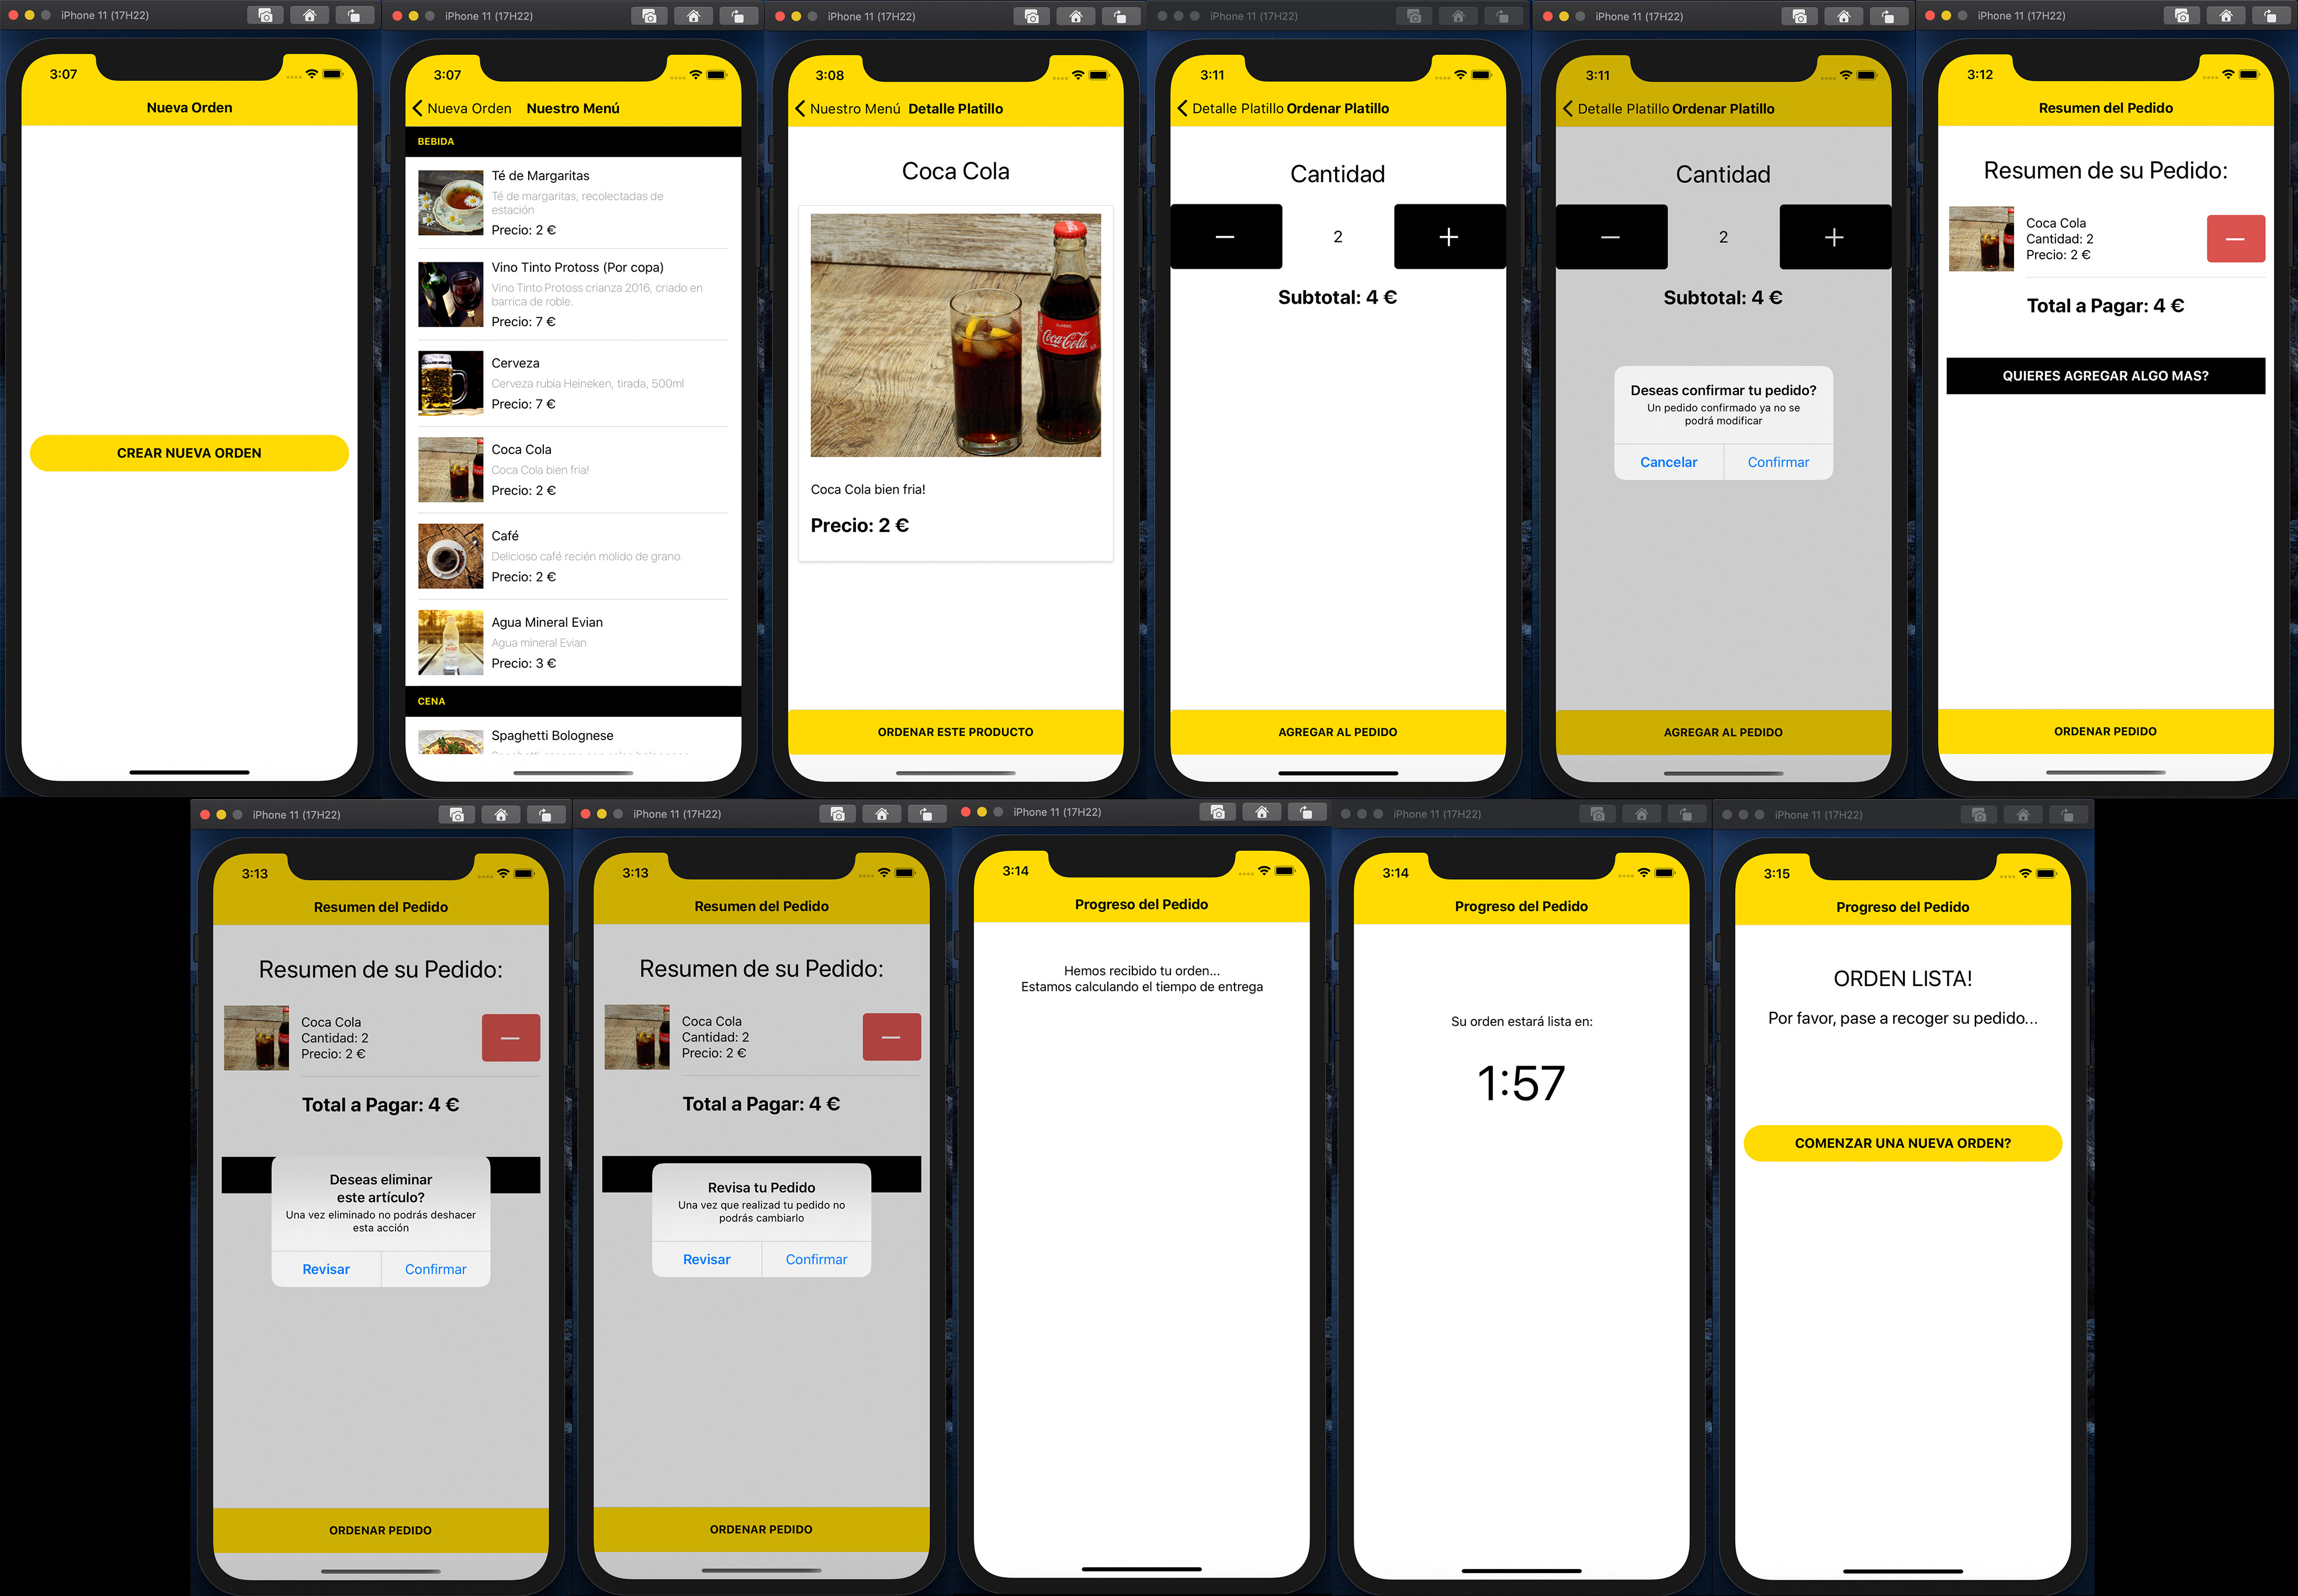 iPhone 11 (17H22)
3:07
Nueva Orden
CREAR NUEVA ORDEN
iPhone 11 (17H22)
3:07
Nueva Orden Nuestro Menú
BEBIDA
Té de Margaritas
Té de margaritas, recolectadas de
estación
Precio: 2 €
Vino Tinto Protoss (Por copa)
Vino Tinto Protoss crianza 2016, criado en
barrica de roble.
Precio: 7 €
Cerveza
Cerveza rubia Heineken, tirada, 500ml
Precio: 7 €
Coca Cola
Coca Cola bien fria!
Precio: 2 €
Café
Delicioso café recién molido de grano.
Precio: 2 €
Agua Mineral Evian
Agua mineral Evian
Precio: 3 €
CENA
Spaghetti Bolognese
iPhone 11 (17H22)
3:08
Nuestro Menú Detalle Platillo
Coca Cola
CLASSIC
Coca-Cola
Coca Cola bien fria!
Precio: 2 €
ORDENAR ESTE PRODUCTO
iPhone 11 (17H22)
3:11
Detalle Platillo Ordenar Platillo
Cantidad
− 2 +
Subtotal: 4 €
AGREGAR AL PEDIDO
iPhone 11 (17H22)
3:11
Detalle Platillo Ordenar Platillo
Cantidad
− 2 +
Subtotal: 4 €
Deseas confirmar tu pedido?
Un pedido confirmado ya no se
podrá modificar
Cancelar Confirmar
AGREGAR AL PEDIDO
iPhone 11 (17H22)
3:12
Resumen del Pedido
Resumen de su Pedido:
Coca Cola
Cantidad: 2
Precio: 2 €
−
Total a Pagar: 4 €
QUIERES AGREGAR ALGO MAS?
ORDENAR PEDIDO
iPhone 11 (17H22)
3:13
Resumen del Pedido
Resumen de su Pedido:
Coca Cola
Cantidad: 2
Precio: 2 €
−
Total a Pagar: 4 €
Deseas eliminar
este artículo?
Una vez eliminado no podrás deshacer
esta acción
Revisar Confirmar
ORDENAR PEDIDO
iPhone 11 (17H22)
3:13
Resumen del Pedido
Resumen de su Pedido:
Coca Cola
Cantidad: 2
Precio: 2 €
−
Total a Pagar: 4 €
Revisa tu Pedido
Una vez que realizad tu pedido no
podrás cambiarlo
Revisar Confirmar
ORDENAR PEDIDO
iPhone 11 (17H22)
3:14
Progreso del Pedido
Hemos recibido tu orden...
Estamos calculando el tiempo de entrega
iPhone 11 (17H22)
3:14
Progreso del Pedido
Su orden estará lista en:
1:57
iPhone 11 (17H22)
3:15
Progreso del Pedido
ORDEN LISTA!
Por favor, pase a recoger su pedido...
COMENZAR UNA NUEVA ORDEN?